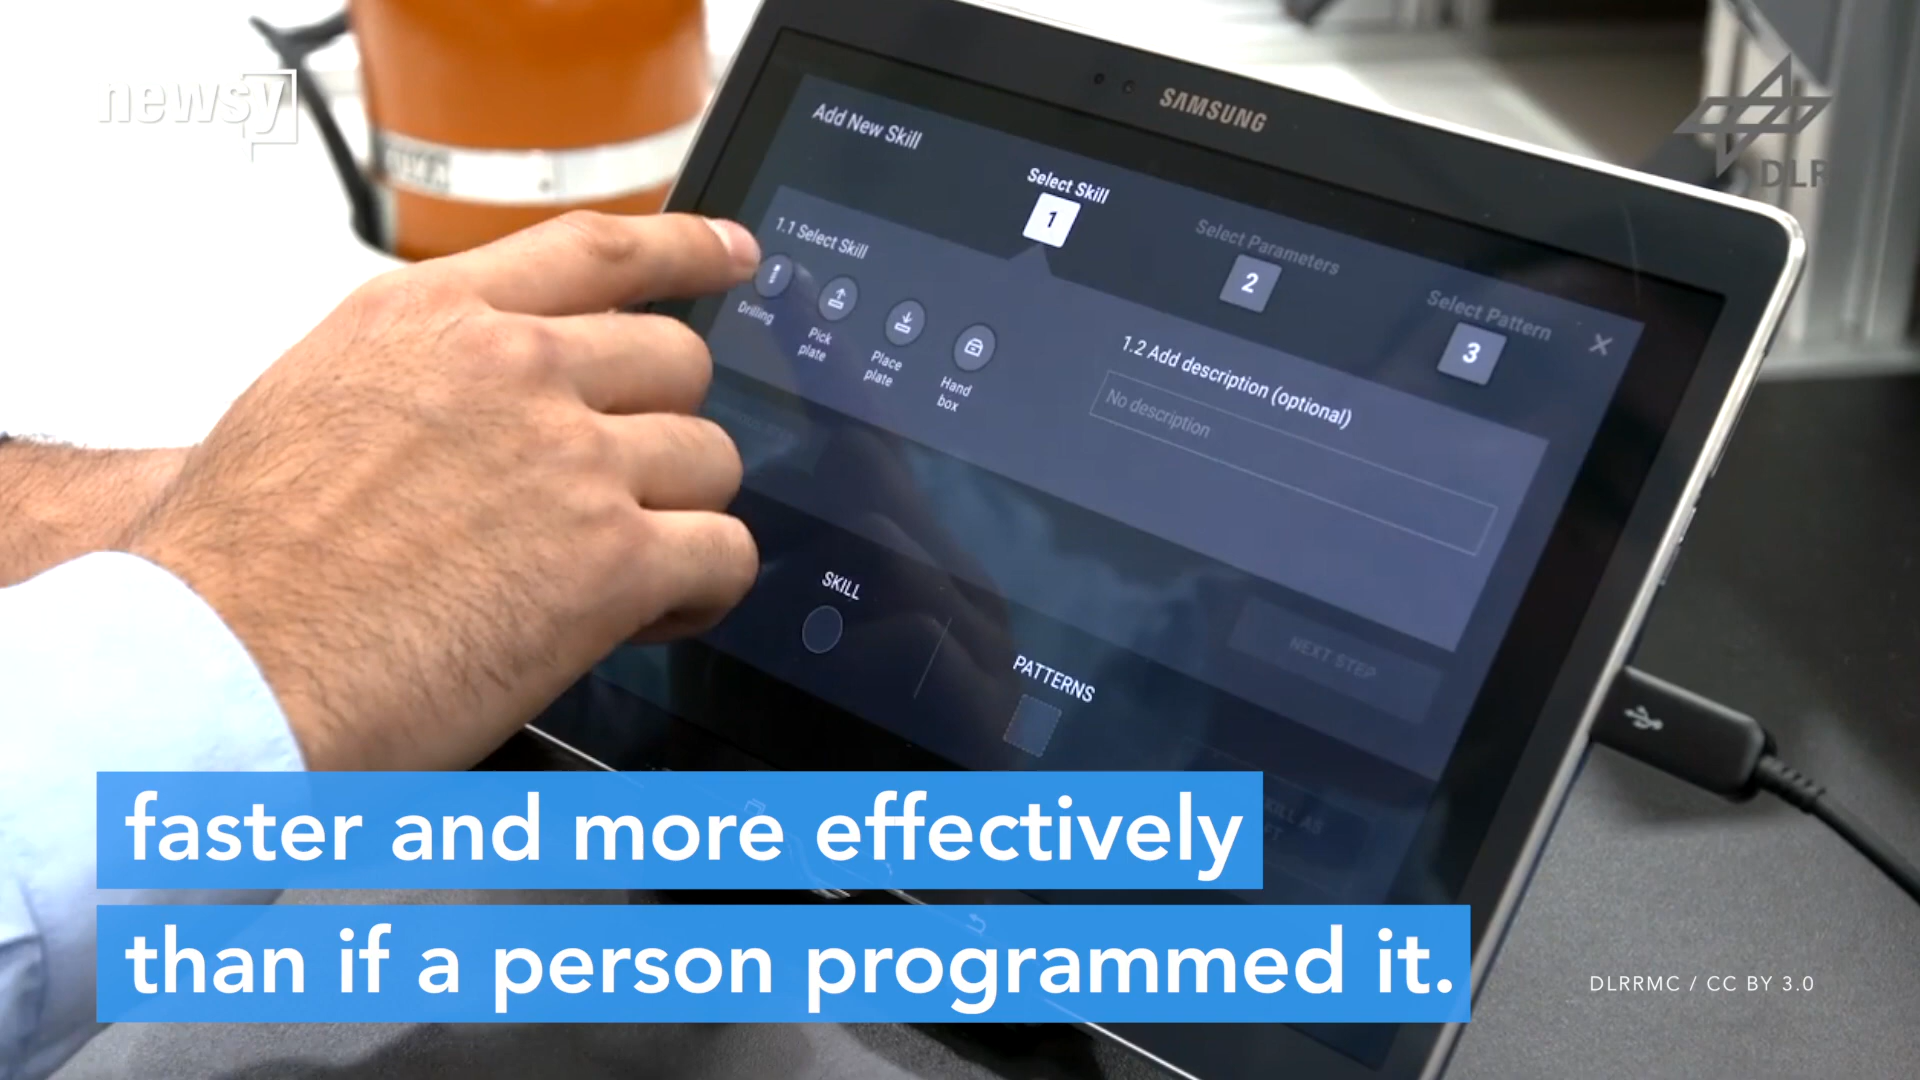 newsy
SAMSUNG
DLR
Add New Skill
Select Skill
1
Select Parameters
2
Select Pattern
3
1.1 Select Skill
Drilling
Pick
plate
Place
plate
Hand
box
1.2 Add description (optional)
No description
NEXT STEP
SKILL
PATTERNS
faster and more effectively
than if a person programmed it.
DLRRMC / CC BY 3.0